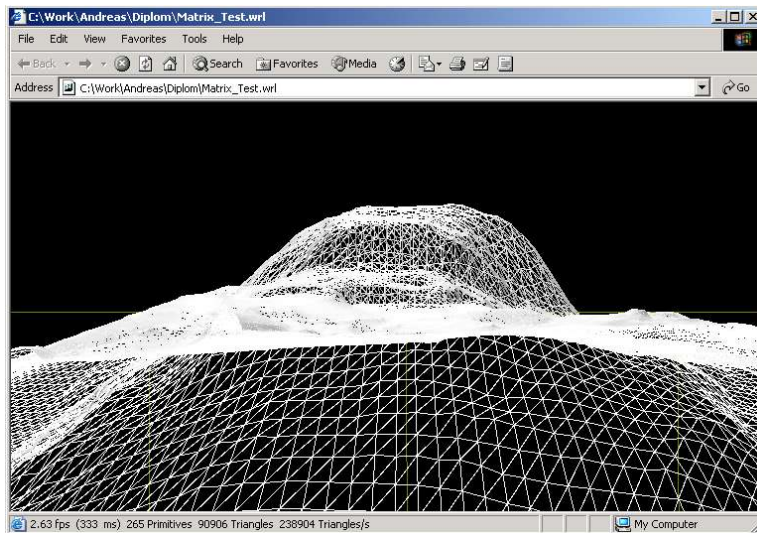 C:\Work\Andreas\Diplom\Matrix_Test.wrl
File Edit View Favorites Tools Help
Back Search Favorites Media
Address C:\Work\Andreas\Diplom\Matrix_Test.wrl Go
2.63 fps (333 ms) 265 Primitives 90906 Triangles 238904 Triangles/s My Computer